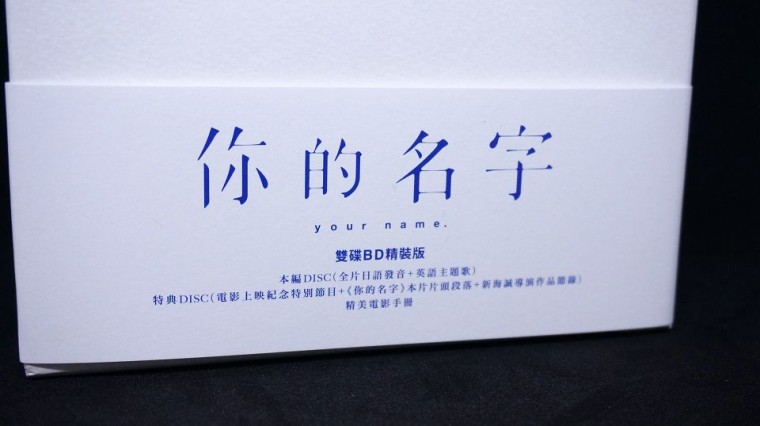 你的名字
your name.
雙碟BD精裝版
本編DISC(全片日語發音+英語主題歌)
特典DISC(電影上映紀念特別節目+《你的名字》本片片頭段落+新海誠導演作品節錄)
精美電影手冊